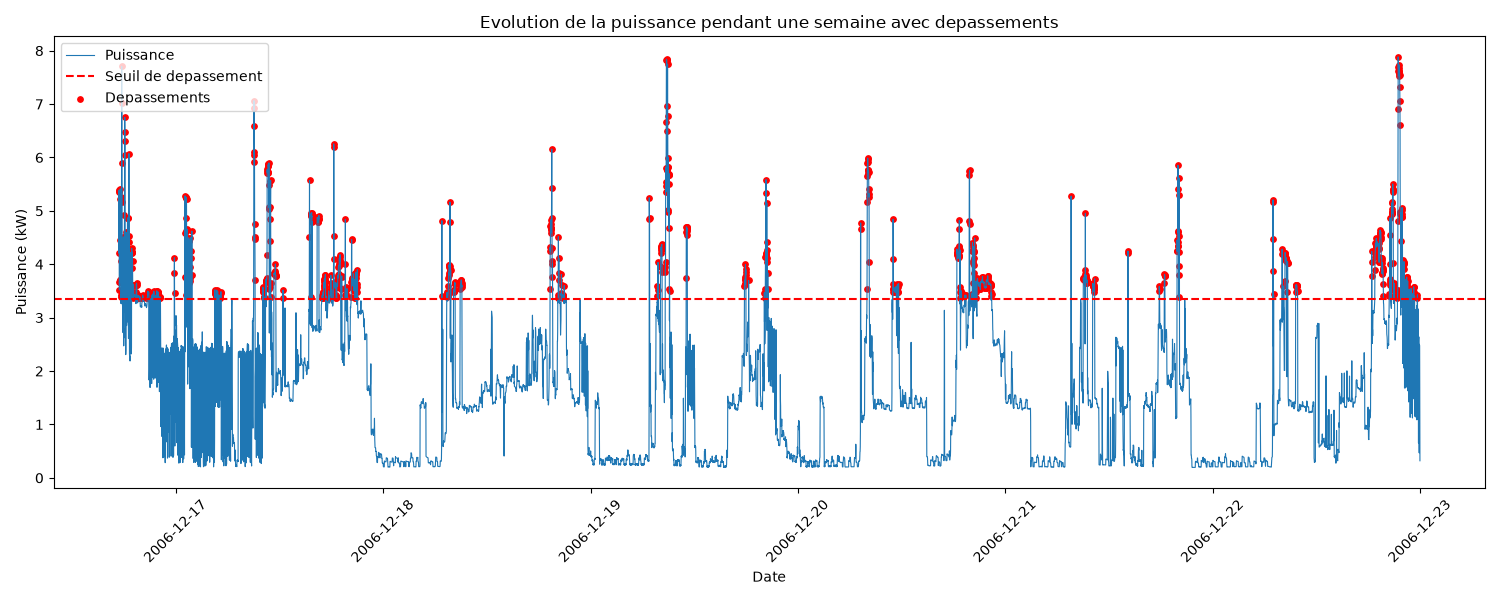 Evolution de la puissance pendant une semaine avec depassements
Puissance
Seuil de depassement
Depassements
Puissance (kW)
8
7
6
5
4
3
2
1
0
2006-12-17
2006-12-18
2006-12-19
2006-12-20
2006-12-21
2006-12-22
2006-12-23
Date